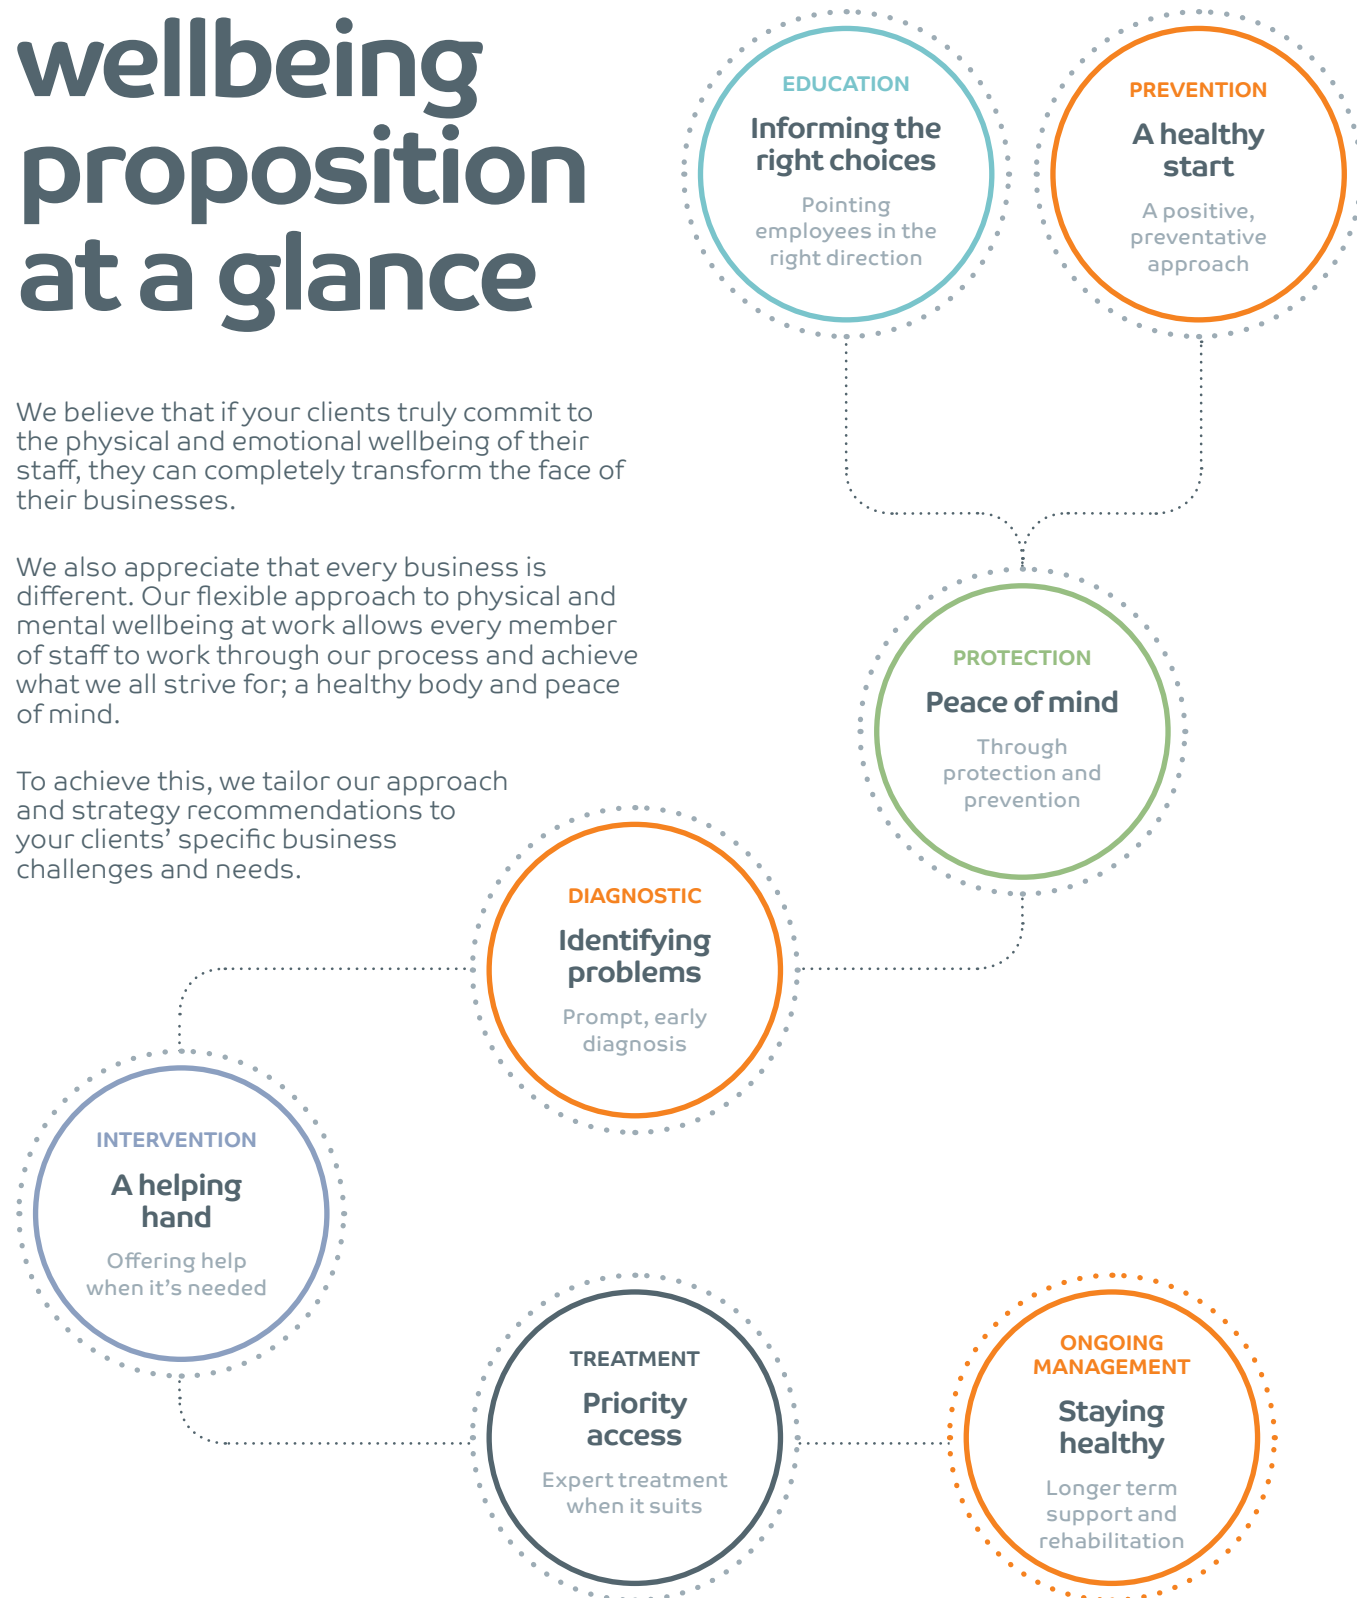 wellbeing
proposition
at a glance
We believe that if your clients truly commit to
the physical and emotional wellbeing of their
staff, they can completely transform the face of
their businesses.
We also appreciate that every business is
different. Our flexible approach to physical and
mental wellbeing at work allows every member
of staff to work through our process and achieve
what we all strive for; a healthy body and peace
of mind.
To achieve this, we tailor our approach
and strategy recommendations to
your clients’ specific business
challenges and needs.
EDUCATION
Informing the
right choices
Pointing
employees in the
right direction
PREVENTION
A healthy
start
A positive,
preventative
approach
PROTECTION
Peace of mind
Through
protection and
prevention
DIAGNOSTIC
Identifying
problems
Prompt, early
diagnosis
INTERVENTION
A helping
hand
Offering help
when it’s needed
TREATMENT
Priority
access
Expert treatment
when it suits
ONGOING
MANAGEMENT
Staying
healthy
Longer term
support and
rehabilitation